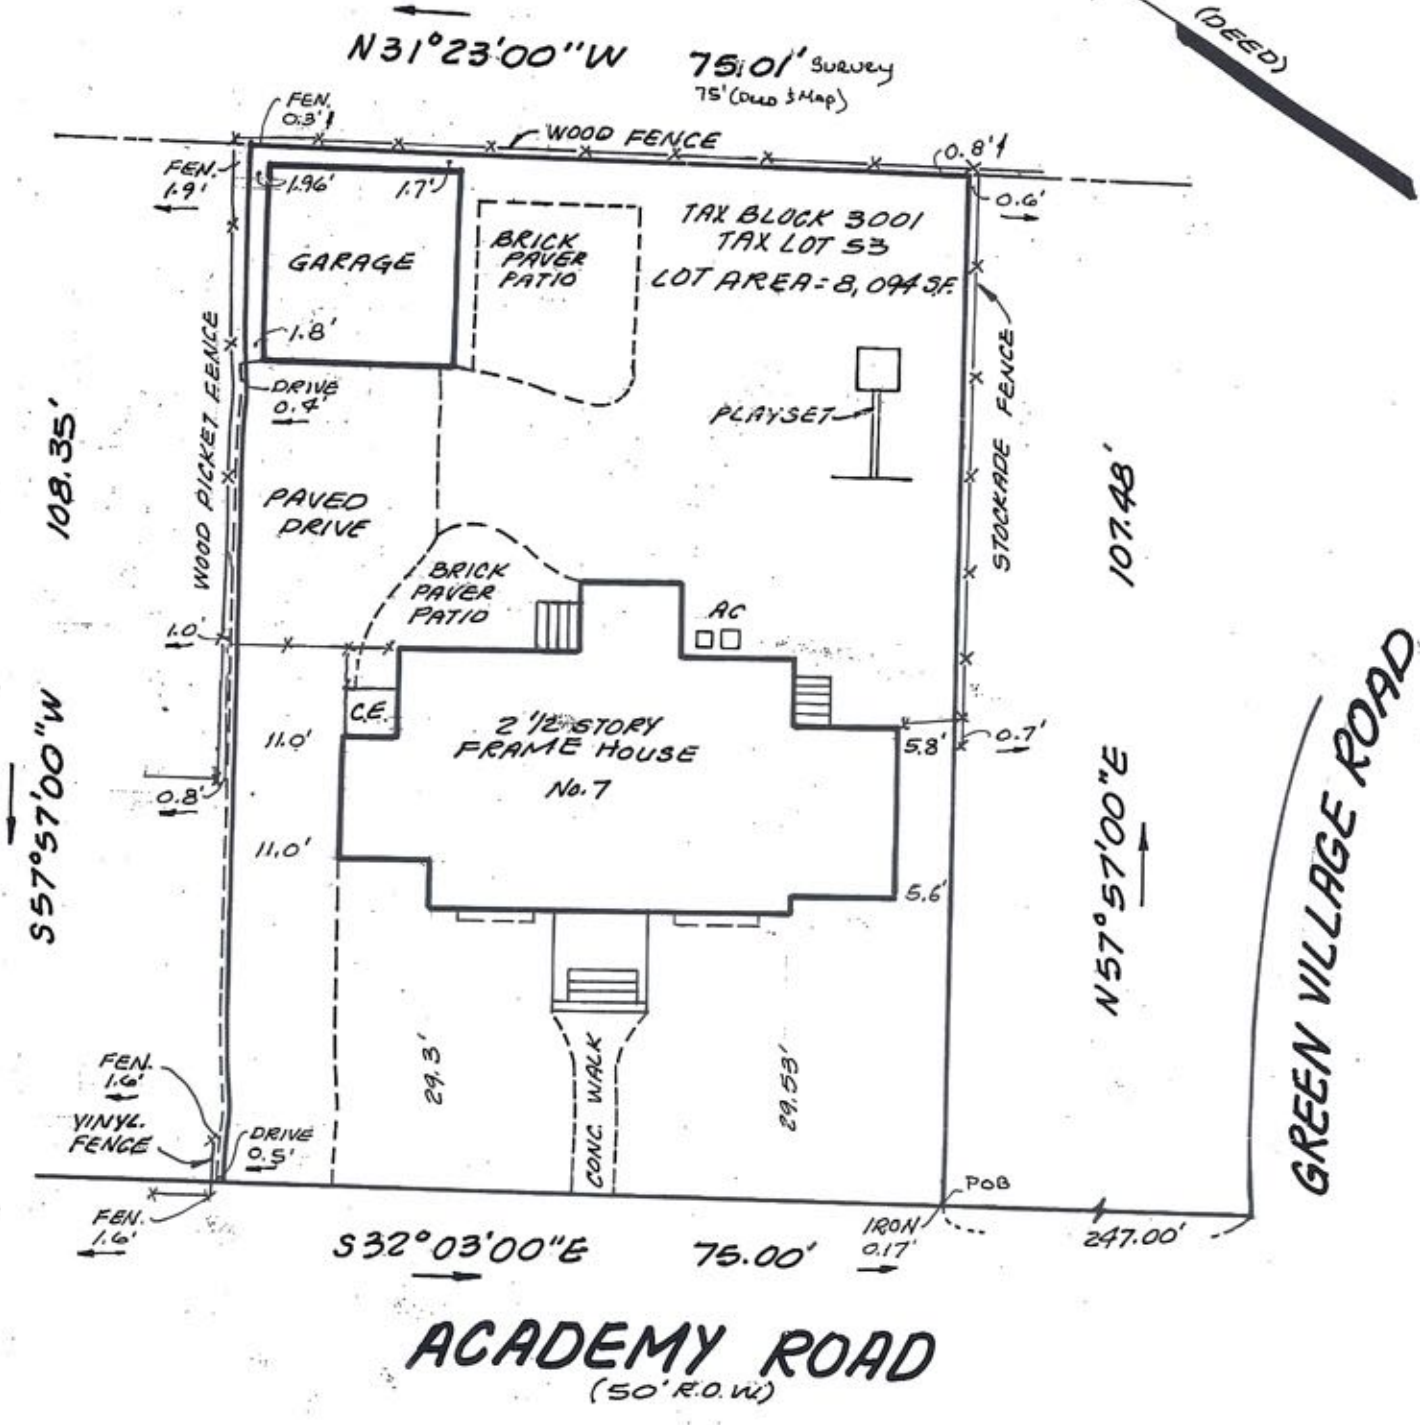 (DEED)
N31°23'00"W
75.01' SURVEY
75' (DEED & MAP)
FEN.
0.3'
WOOD FENCE
0.8'
FEN.
1.9'
1.96'
1.7'
0.6'
TAX BLOCK 3001
TAX LOT 53
LOT AREA = 8,094 S.F.
GARAGE
BRICK
PAVER
PATIO
1.8'
DRIVE
0.4'
PLAYSET
WOOD PICKET FENCE
STOCKADE FENCE
108.35'
107.48'
PAVED
DRIVE
BRICK
PAVER
PATIO
AC
1.0'
C.E.
11.0'
2 1/2 STORY
FRAME HOUSE
No. 7
5.8'
0.7'
0.8'
11.0'
5.6'
S57°57'00"W
N57°57'00"E
GREEN VILLAGE ROAD
29.3'
CONC. WALK
29.53'
FEN.
1.6'
VINYL
FENCE
DRIVE
0.5'
POB
FEN.
1.6'
IRON
0.17'
247.00'
S32°03'00"E
75.00'
ACADEMY ROAD
(50' R.O.W.)